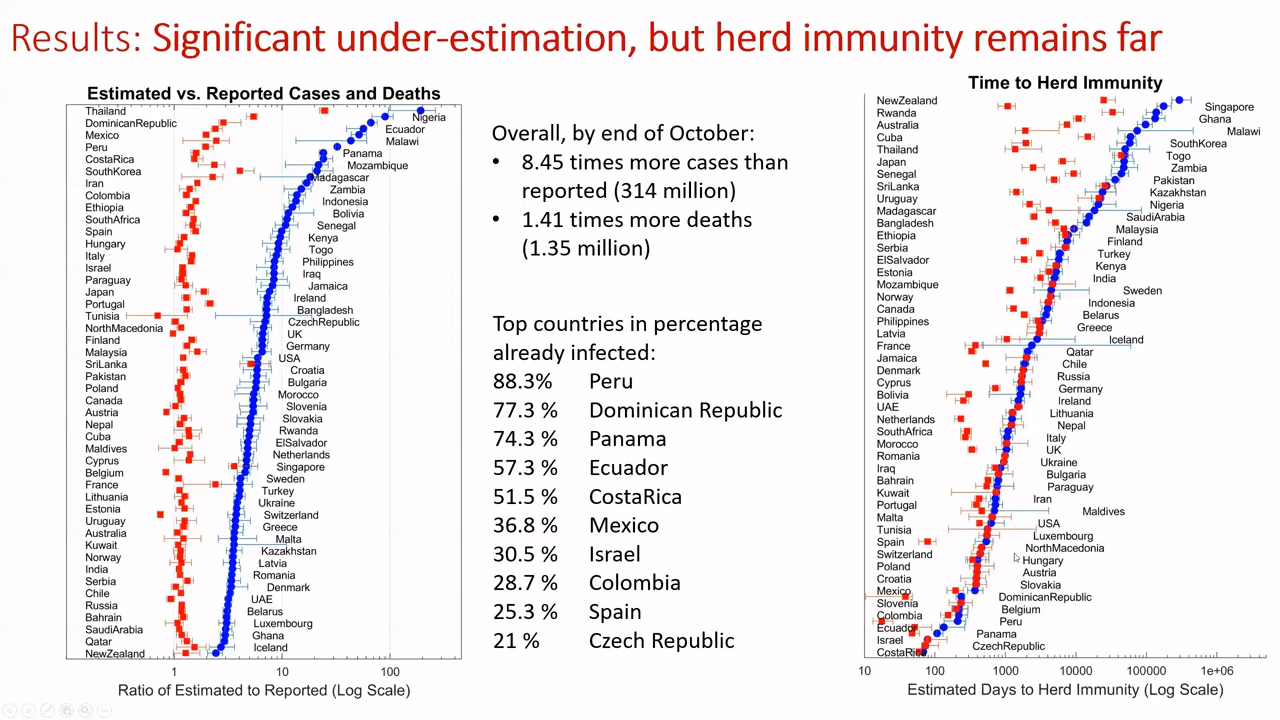 Results: Significant under-estimation, but herd immunity remains far
Estimated vs. Reported Cases and Deaths
Thailand
Nigeria
DominicanRepublic
Ecuador
Mexico
Malawi
Peru
Panama
CostaRica
Mozambique
SouthKorea
Madagascar
Iran
Zambia
Colombia
Indonesia
Ethiopia
Bolivia
SouthAfrica
Senegal
Spain
Kenya
Hungary
Togo
Italy
Philippines
Israel
Iraq
Paraguay
Jamaica
Japan
Ireland
Portugal
Bangladesh
Tunisia
CzechRepublic
NorthMacedonia
UK
Finland
Germany
Malaysia
USA
SriLanka
Croatia
Pakistan
Bulgaria
Poland
Morocco
Canada
Slovenia
Austria
Slovakia
Nepal
Rwanda
Cuba
ElSalvador
Maldives
Netherlands
Cyprus
Singapore
Belgium
Sweden
France
Turkey
Lithuania
Ukraine
Estonia
Switzerland
Uruguay
Greece
Australia
Malta
Kuwait
Kazakhstan
Norway
Latvia
India
Romania
Serbia
Denmark
Chile
UAE
Russia
Belarus
Bahrain
Luxembourg
SaudiArabia
Ghana
Qatar
Iceland
NewZealand
1
10
100
Ratio of Estimated to Reported (Log Scale)
Overall, by end of October:
• 8.45 times more cases than
reported (314 million)
• 1.41 times more deaths
(1.35 million)
Top countries in percentage
already infected:
88.3% Peru
77.3 % Dominican Republic
74.3 % Panama
57.3 % Ecuador
51.5 % CostaRica
36.8 % Mexico
30.5 % Israel
28.7 % Colombia
25.3 % Spain
21 % Czech Republic
Time to Herd Immunity
NewZealand
Singapore
Rwanda
Ghana
Australia
Malawi
Cuba
SouthKorea
Thailand
Togo
Japan
Zambia
Senegal
Pakistan
SriLanka
Kazakhstan
Uruguay
Nigeria
Madagascar
SaudiArabia
Bangladesh
Malaysia
Ethiopia
Finland
Serbia
Turkey
ElSalvador
Kenya
Estonia
India
Mozambique
Sweden
Norway
Indonesia
Canada
Belarus
Philippines
Greece
Latvia
Iceland
France
Qatar
Jamaica
Chile
Denmark
Russia
Cyprus
Germany
Bolivia
Ireland
UAE
Lithuania
Netherlands
Nepal
SouthAfrica
Italy
Morocco
UK
Romania
Ukraine
Iraq
Bulgaria
Bahrain
Paraguay
Kuwait
Iran
Portugal
Maldives
Malta
USA
Tunisia
Luxembourg
Spain
NorthMacedonia
Switzerland
Hungary
Poland
Austria
Croatia
Slovakia
Mexico
DominicanRepublic
Slovenia
Belgium
Colombia
Peru
Ecuador
Panama
Israel
CzechRepublic
CostaRica
10
100
1000
10000
100000
1e+06
Estimated Days to Herd Immunity (Log Scale)